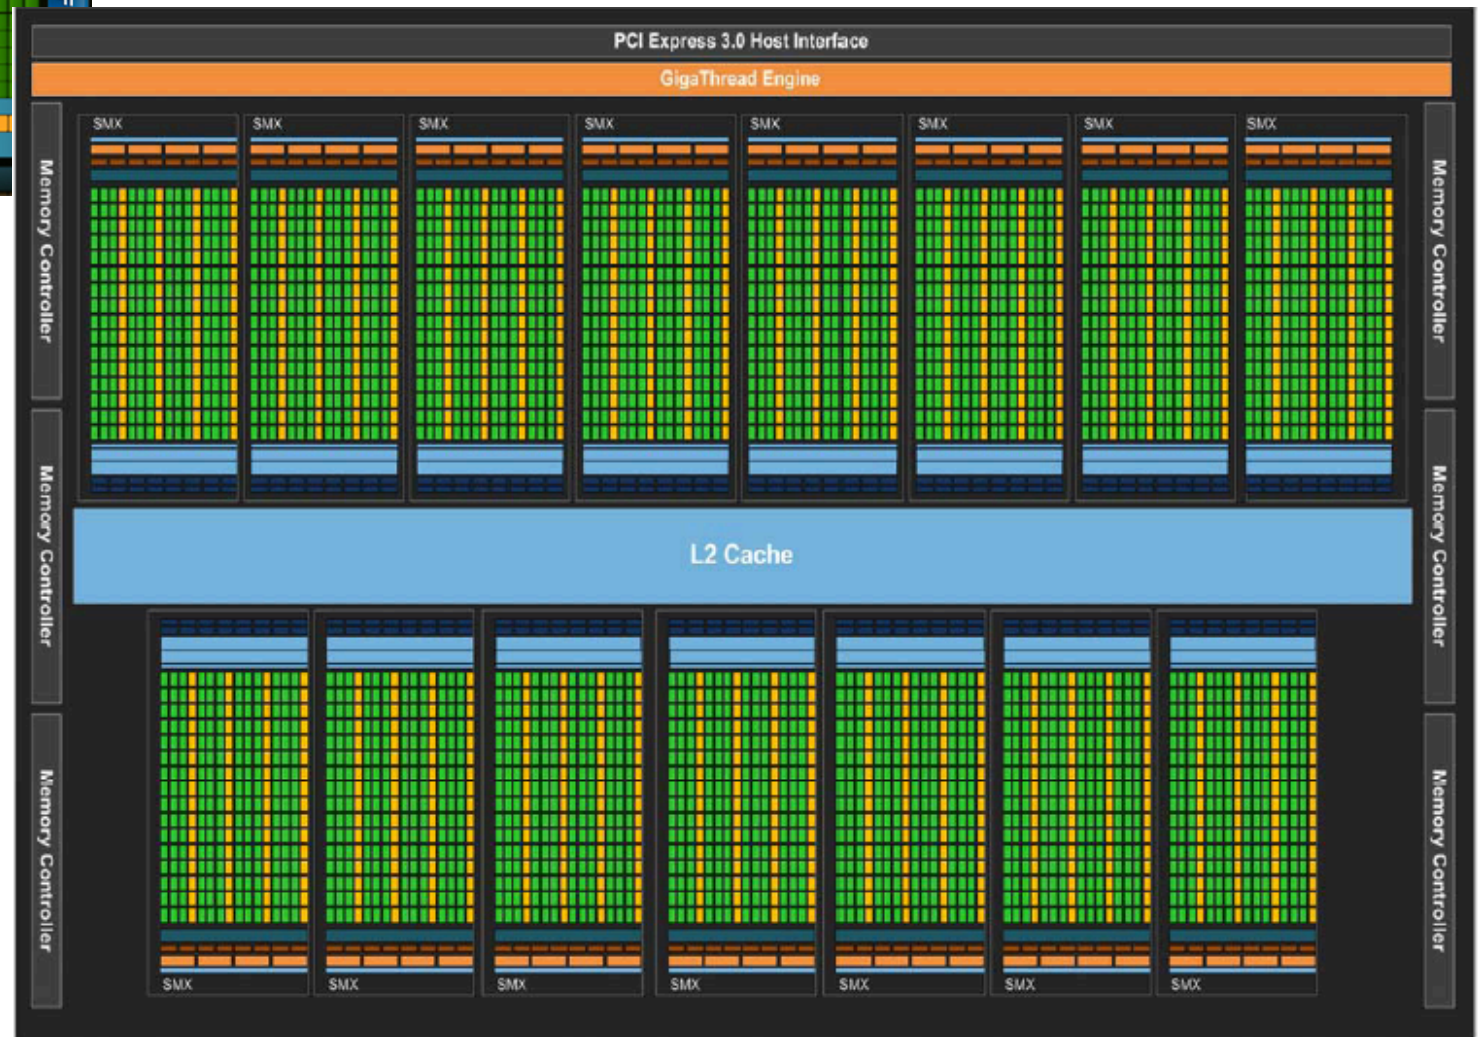 PCI Express 3.0 Host Interface
GigaThread Engine
SMX SMX SMX SMX SMX SMX SMX SMX
Memory Controller
Memory Controller
Memory Controller
Memory Controller
L2 Cache
Memory Controller
Memory Controller
SMX SMX SMX SMX SMX SMX SMX